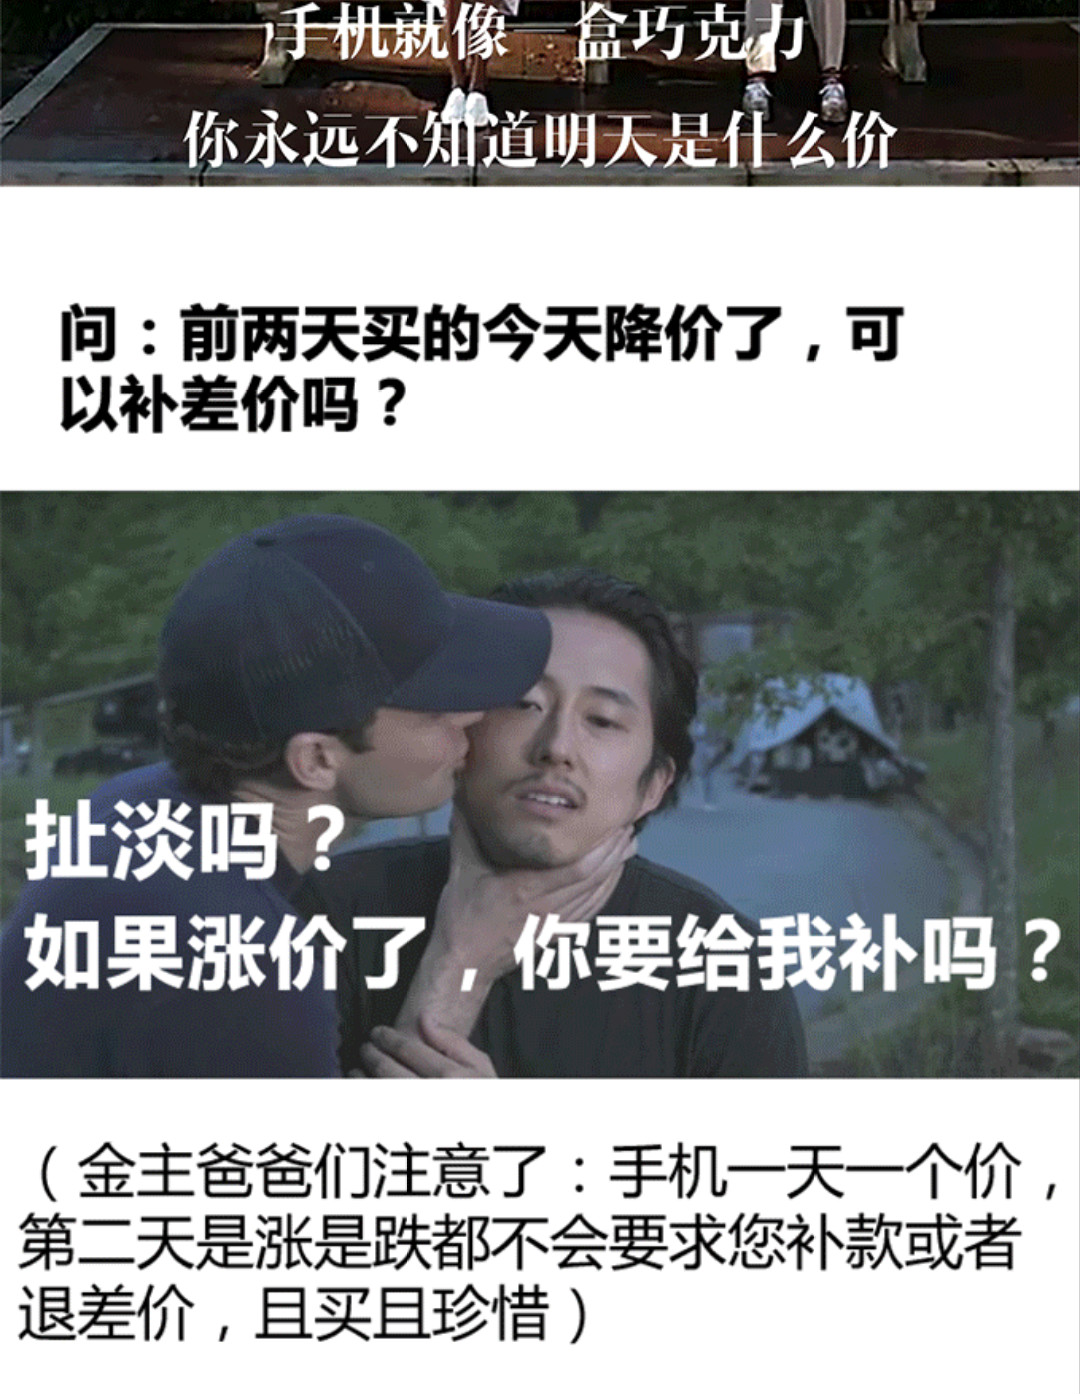 手机就像一盒巧克力
你永远不知道明天是什么价
问：前两天买的今天降价了，可
以补差价吗？
扯淡吗？
如果涨价了，你要给我补吗？
（金主爸爸们注意了：手机一天一个价，
第二天是涨是跌都不会要求您补款或者
退差价，且买且珍惜）